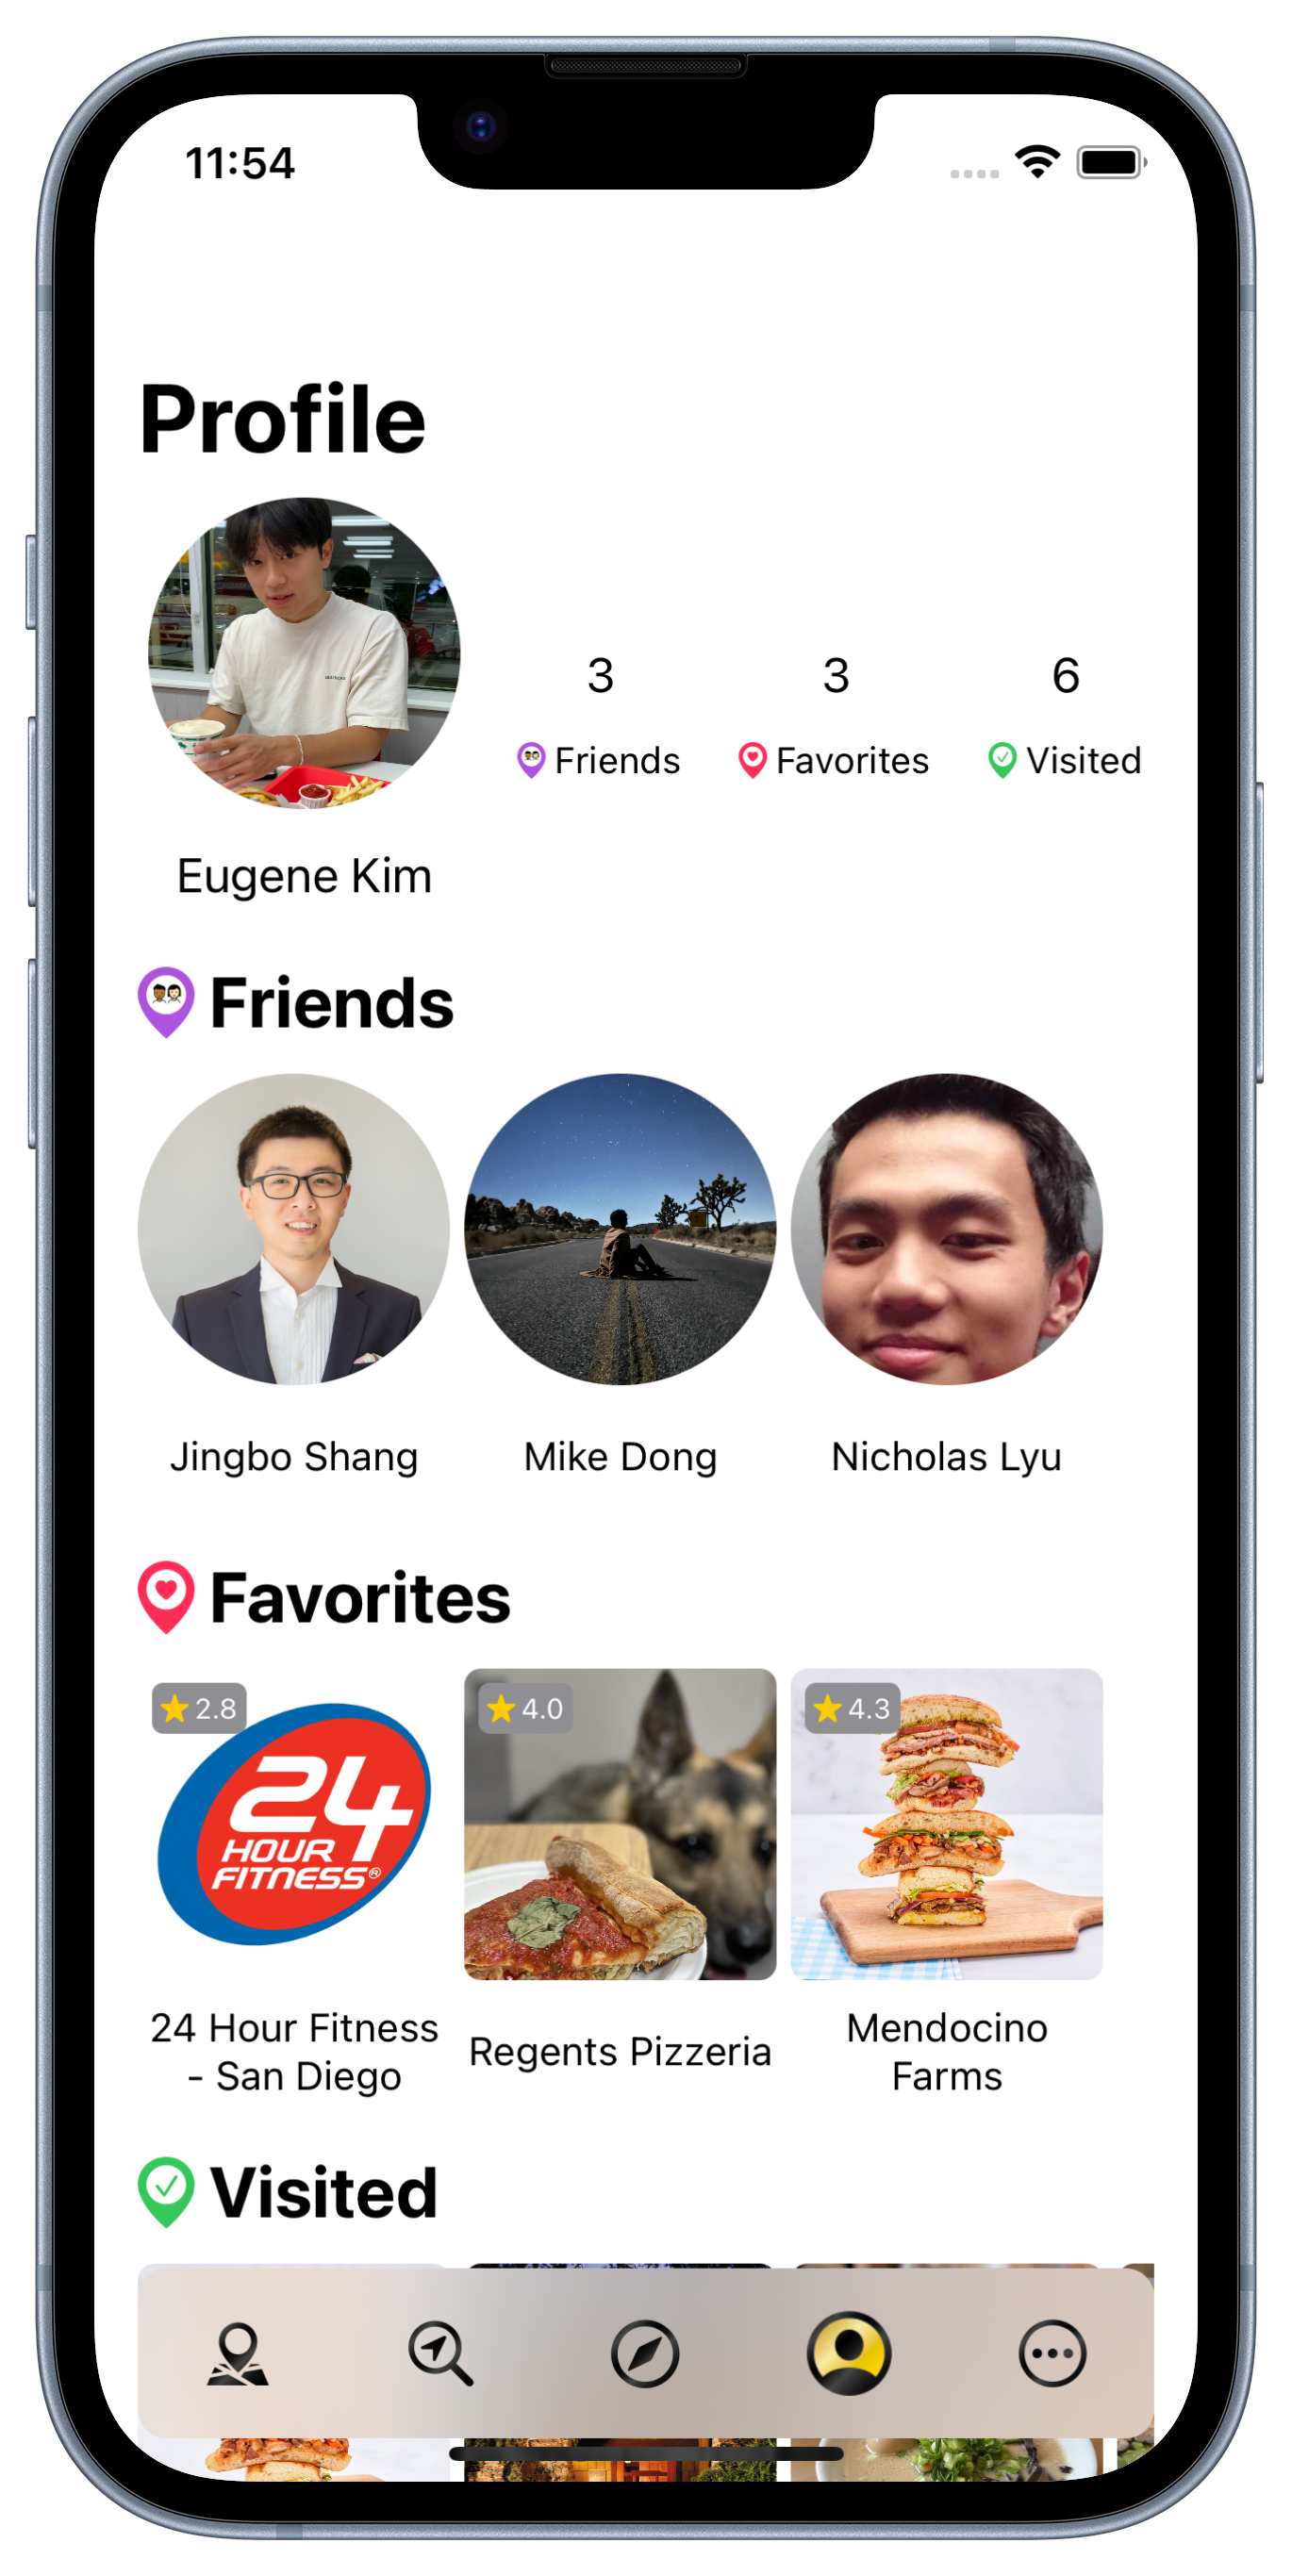 11:54
Profile
3 3 6
Friends Favorites Visited
Eugene Kim
Friends
Jingbo Shang Mike Dong Nicholas Lyu
Favorites
2.8 4.0 4.3
24
HOUR
FITNESS®
24 Hour Fitness
- San Diego
Regents Pizzeria
Mendocino
Farms
Visited